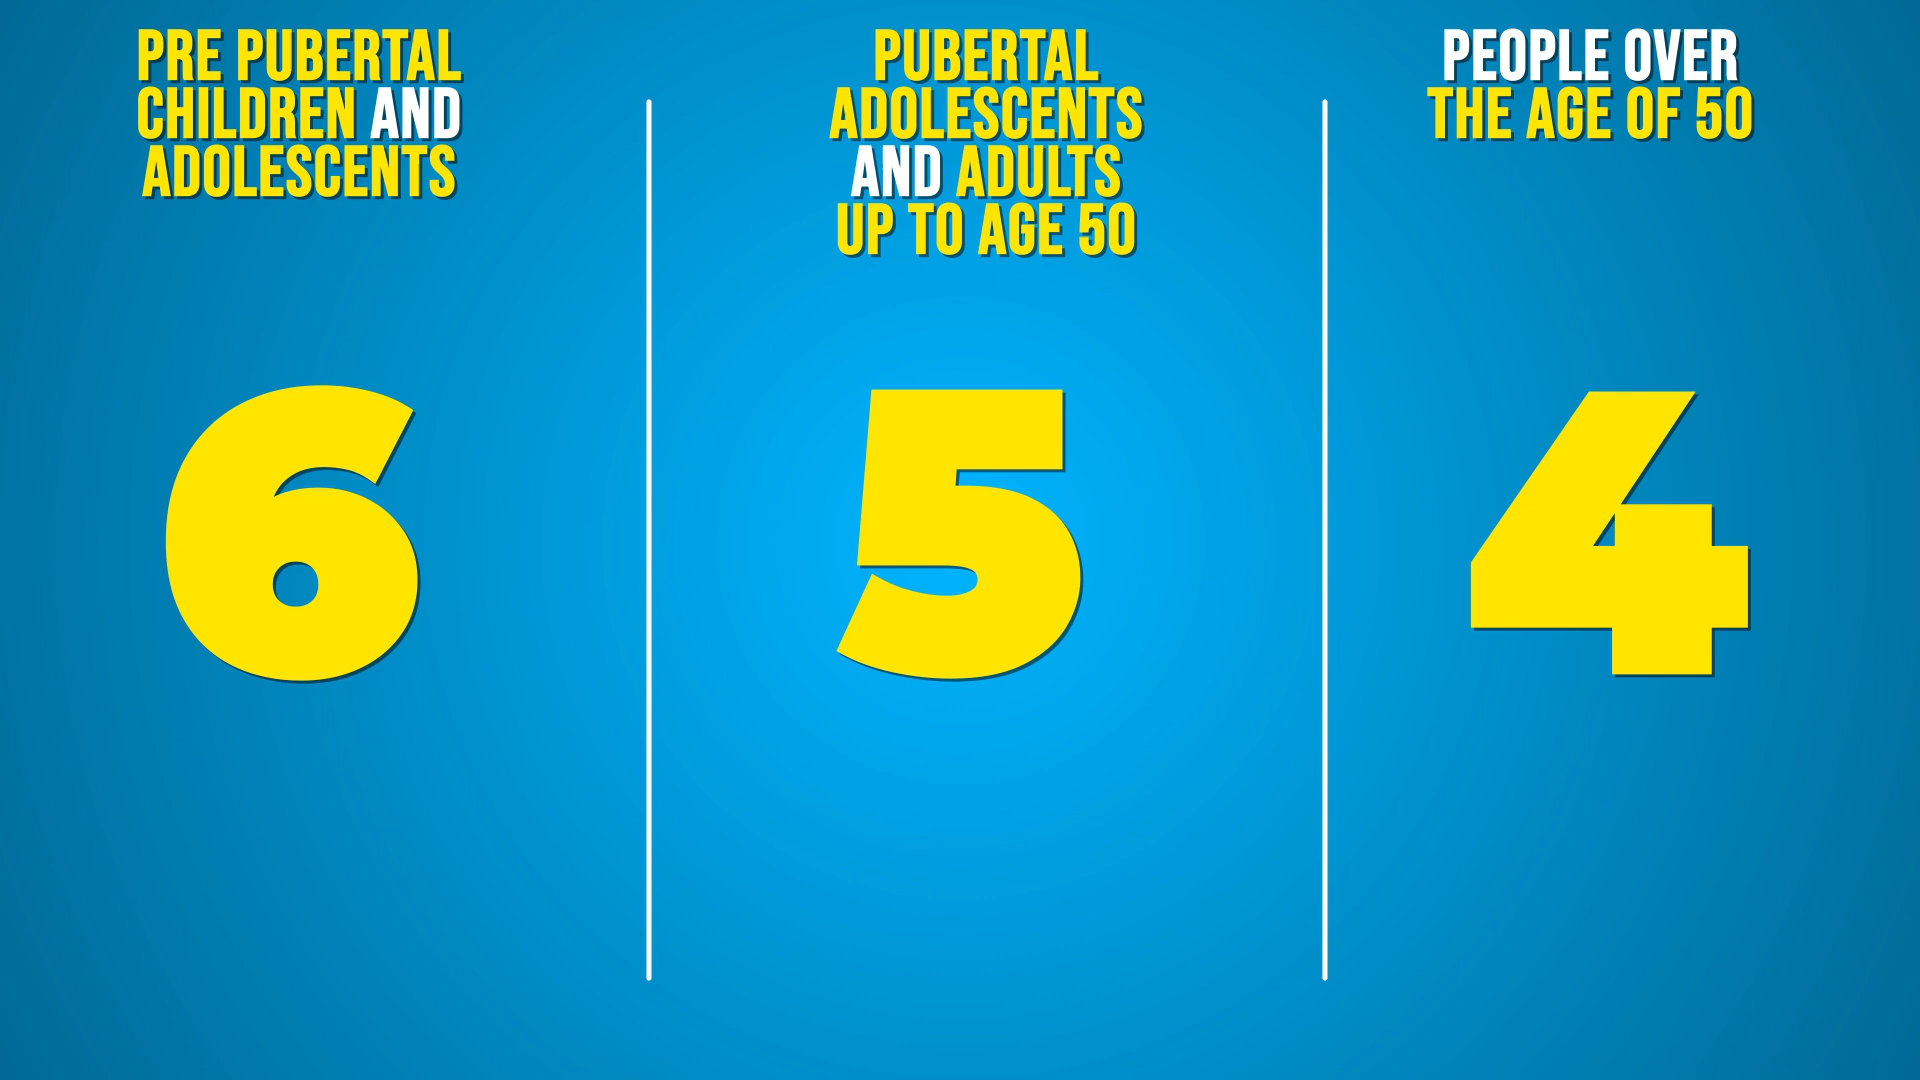 PRE PUBERTAL
CHILDREN AND
ADOLESCENTS
6
PUBERTAL
ADOLESCENTS
AND ADULTS
UP TO AGE 50
5
PEOPLE OVER
THE AGE OF 50
4